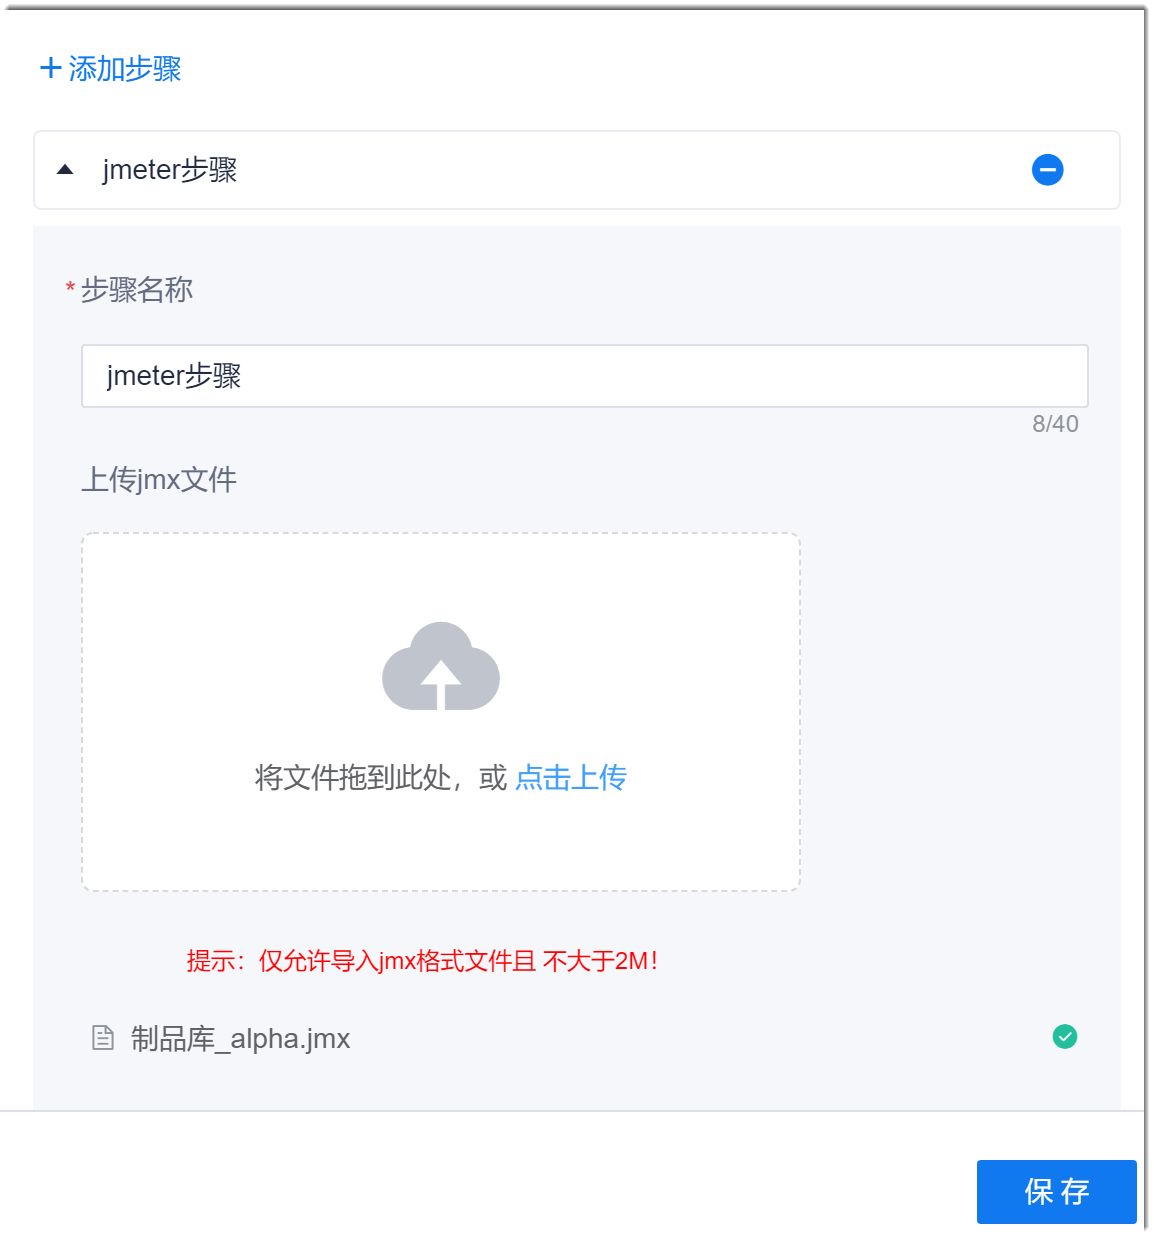 添加步骤
jmeter步骤
* 步骤名称
jmeter步骤
8/40
上传jmx文件
将文件拖到此处，或 点击上传
提示：仅允许导入jmx格式文件且 不大于2M！
制品库_alpha.jmx
保 存